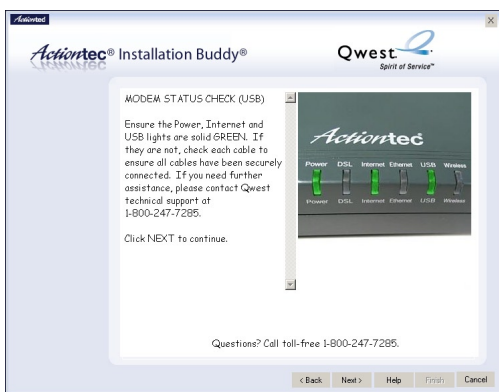 Actiontec
Actiontec® Installation Buddy®
Qwest.
Spirit of Service™
MODEM STATUS CHECK (USB)
Ensure the Power, Internet and
USB lights are solid GREEN. If
they are not, check each cable to
ensure all cables have been securely
connected. If you need further
assistance, please contact Qwest
technical support at
1-800-247-7285.
Click NEXT to continue.
Actiontec
Power DSL Internet Ethernet USB Wireless
Power DSL Internet Ethernet USB Wireless
Questions? Call toll-free 1-800-247-7285.
< Back Next > Help Finish Cancel